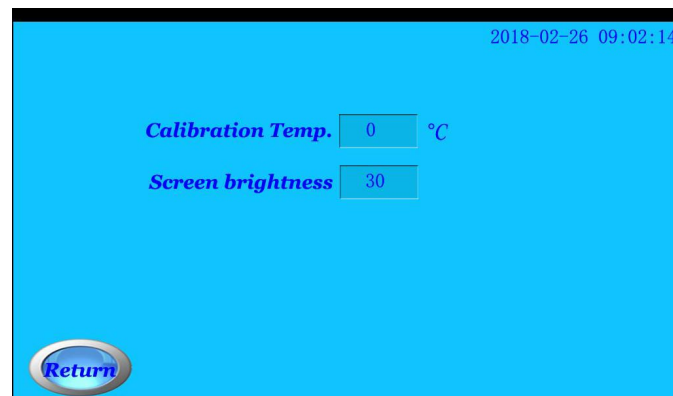 2018-02-26 09:02:14
Calibration Temp. 0 °C
Screen brightness 30
Return